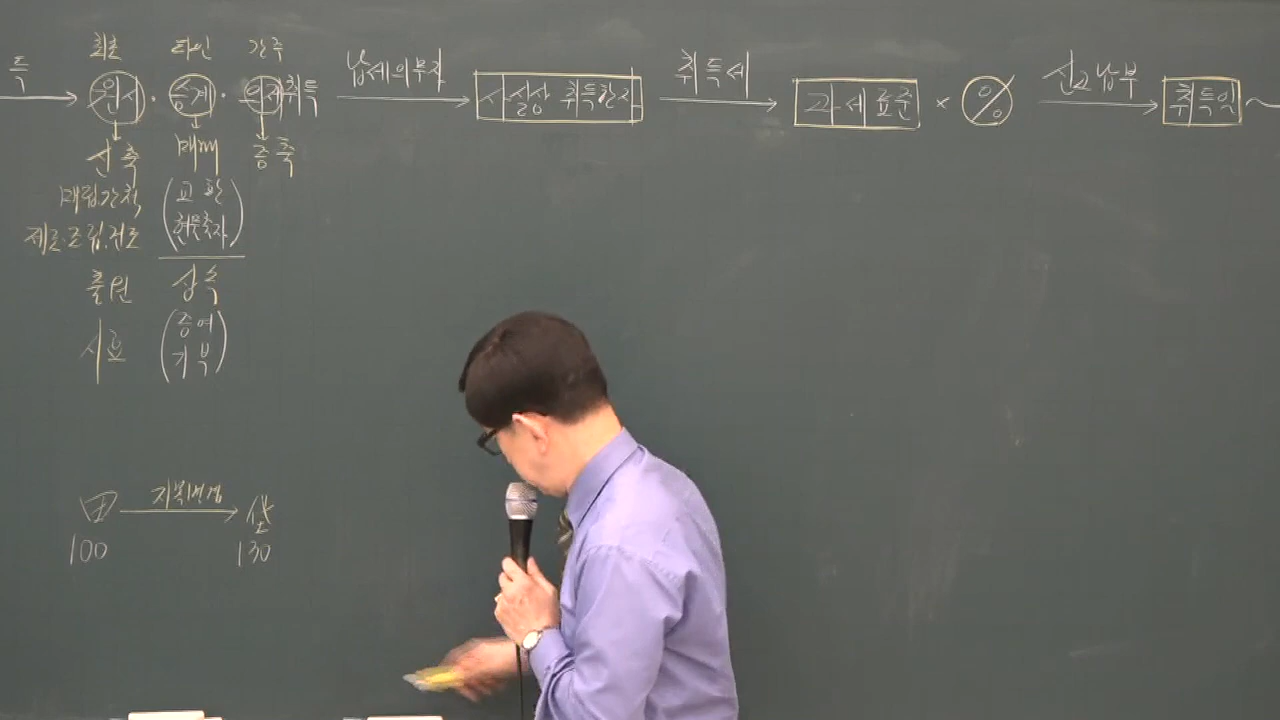 득 → 최초 타인 간주
원시 · 승계 · 의제취득
납세의무자
사실상 취득한자
취득세
과세표준 × %
신고납부
취득일
신축 매매 증축
매립.간척 (교환
제조.조립.건조 현물출자)
출원 상속
시효 (증여
기부)
田 지목변경 垈
100 130